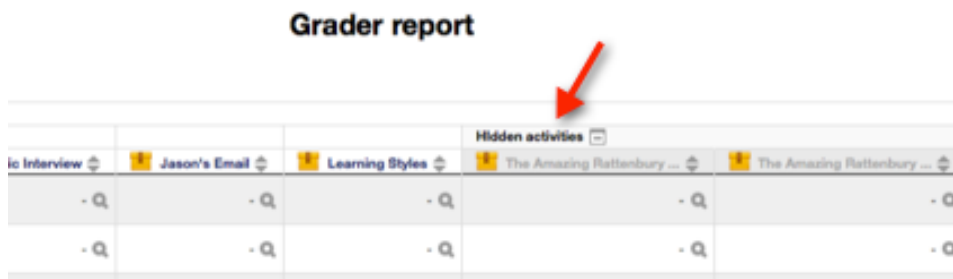 Grader report
HIdden activities
ic Interview Jason's Email Learning Styles The Amazing Rattenbury ... The Amazing Rattenbury ...
- - - - -
- - - - -